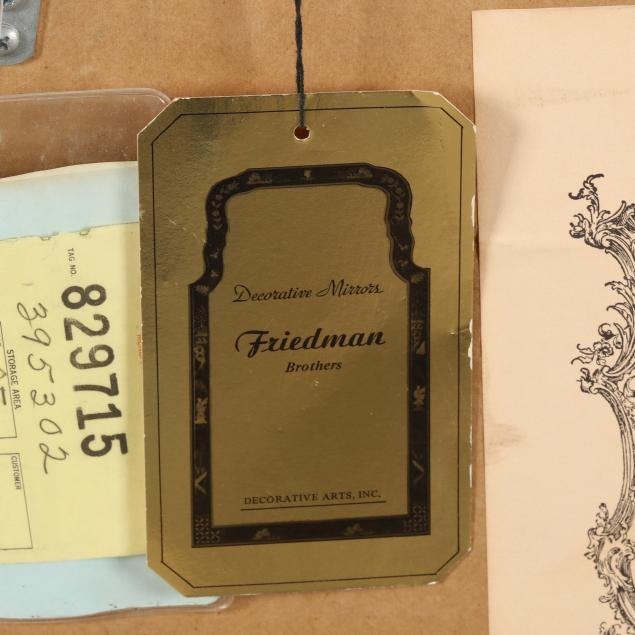 TAG NO.
829715
395302
STORAGE AREA
CUSTOMER
Decorative Mirrors
Friedman
Brothers
DECORATIVE ARTS, INC.